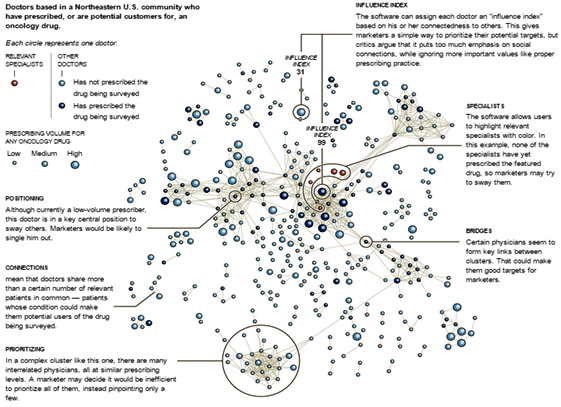 Doctors based in a Northeastern U.S. community who
have prescribed, or are potential customers for, an
oncology drug.
Each circle represents one doctor.
RELEVANT
SPECIALISTS
OTHER
DOCTORS
Has not prescribed the
drug being surveyed
Has prescribed the
drug being surveyed
PRESCRIBING VOLUME FOR
ANY ONCOLOGY DRUG
Low Medium High
INFLUENCE INDEX
The software can assign each doctor an "influence index"
based on his or her connectedness to others. This gives
marketers a simple way to prioritize their potential targets, but
critics argue that it puts too much emphasis on social
connections, while ignoring more important values like proper
prescribing practice.
INFLUENCE
INDEX
31
INFLUENCE
INDEX
99
SPECIALISTS
The software allows users
to highlight relevant
specialists with color. In
this example, none of the
specialists have yet
prescribed the featured
drug, so marketers may try
to sway them.
POSITIONING
Although currently a low-volume prescriber,
this doctor is in a key central position to
sway others. Marketers would be likely to
single him out.
BRIDGES
Certain physicians seem to
form key links between
clusters. That could make
them good targets for
marketers.
CONNECTIONS
mean that doctors share more
than a certain number of relevant
patients in common — patients
whose condition could make
them potential users of the drug
being surveyed.
PRIORITIZING
In a complex cluster like this one, there are many
interrelated physicians, all at similar prescribing
levels. A marketer may decide it would be inefficient
to prioritize all of them, instead pinpointing only a
few.